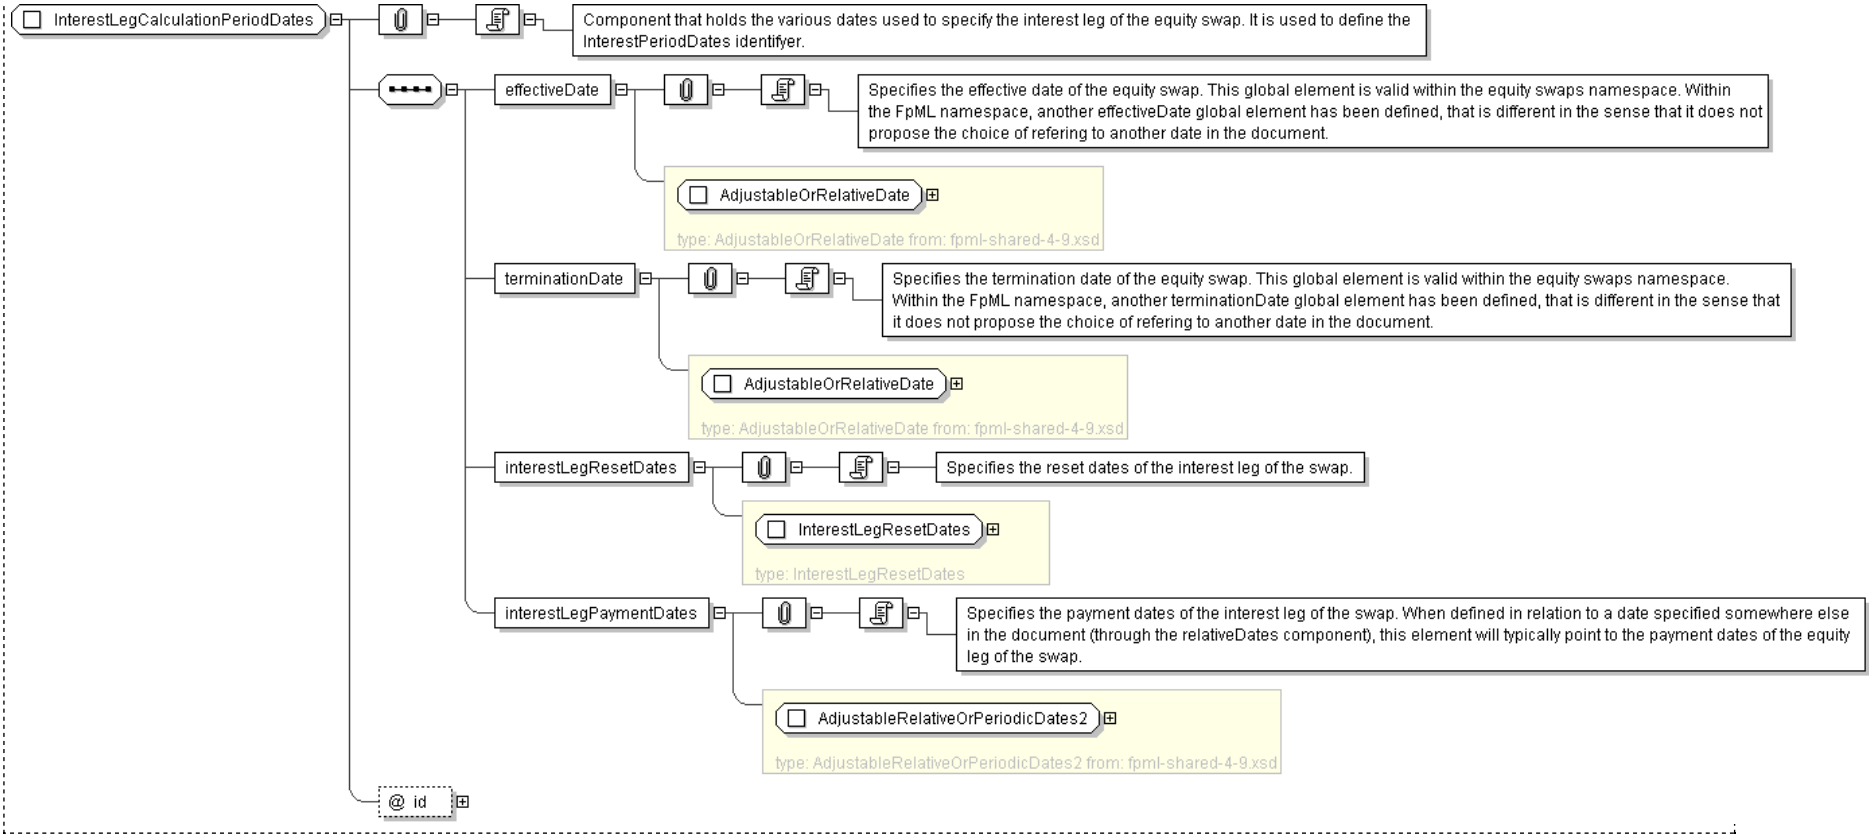 InterestLegCalculationPeriodDates
Component that holds the various dates used to specify the interest leg of the equity swap. It is used to define the
InterestPeriodDates identifyer.
effectiveDate
Specifies the effective date of the equity swap. This global element is valid within the equity swaps namespace. Within
the FpML namespace, another effectiveDate global element has been defined, that is different in the sense that it does not
propose the choice of refering to another date in the document.
AdjustableOrRelativeDate
type: AdjustableOrRelativeDate from: fpml-shared-4-9.xsd
terminationDate
Specifies the termination date of the equity swap. This global element is valid within the equity swaps namespace.
Within the FpML namespace, another terminationDate global element has been defined, that is different in the sense that
it does not propose the choice of refering to another date in the document.
AdjustableOrRelativeDate
type: AdjustableOrRelativeDate from: fpml-shared-4-9.xsd
interestLegResetDates
Specifies the reset dates of the interest leg of the swap.
InterestLegResetDates
type: InterestLegResetDates
interestLegPaymentDates
Specifies the payment dates of the interest leg of the swap. When defined in relation to a date specified somewhere else
in the document (through the relativeDates component), this element will typically point to the payment dates of the equity
leg of the swap.
AdjustableRelativeOrPeriodicDates2
type: AdjustableRelativeOrPeriodicDates2 from: fpml-shared-4-9.xsd
@ id